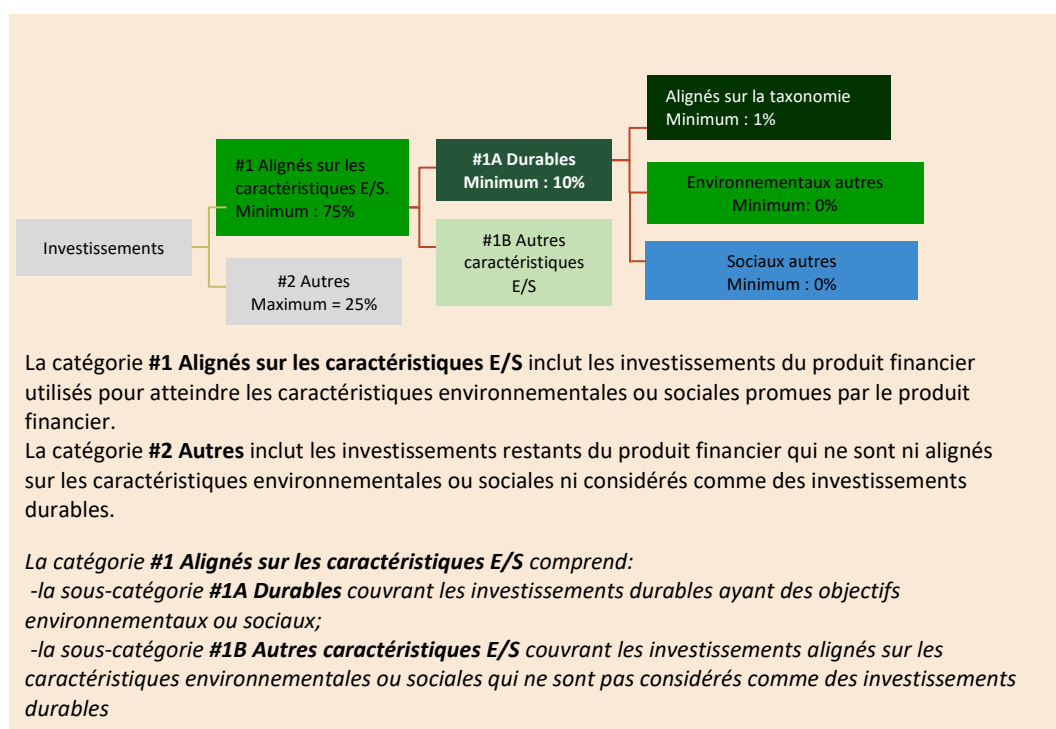 Alignés sur la taxonomie
Minimum : 1%
#1 Alignés sur les
caractéristiques E/S.
Minimum : 75%
#1A Durables
Minimum : 10%
Environnementaux autres
Minimum: 0%
Investissements
#1B Autres
caractéristiques
E/S
Sociaux autres
Minimum : 0%
#2 Autres
Maximum = 25%
La catégorie #1 Alignés sur les caractéristiques E/S inclut les investissements du produit financier
utilisés pour atteindre les caractéristiques environnementales ou sociales promues par le produit
financier.
La catégorie #2 Autres inclut les investissements restants du produit financier qui ne sont ni alignés
sur les caractéristiques environnementales ou sociales ni considérés comme des investissements
durables.
La catégorie #1 Alignés sur les caractéristiques E/S comprend:
-la sous-catégorie #1A Durables couvrant les investissements durables ayant des objectifs
environnementaux ou sociaux;
-la sous-catégorie #1B Autres caractéristiques E/S couvrant les investissements alignés sur les
caractéristiques environnementales ou sociales qui ne sont pas considérés comme des investissements
durables